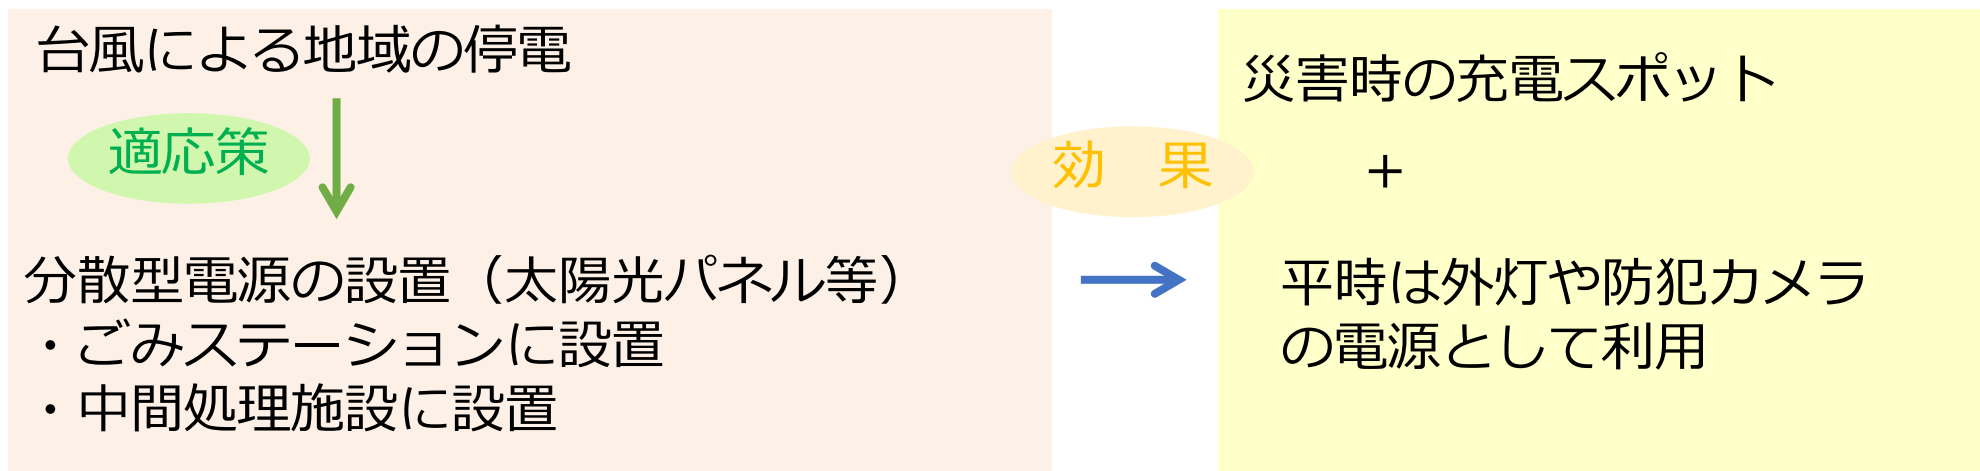 台風による地域の停電
適応策
分散型電源の設置（太陽光パネル等）
・ごみステーションに設置
・中間処理施設に設置
効　果
災害時の充電スポット
＋
平時は外灯や防犯カメラ
の電源として利用